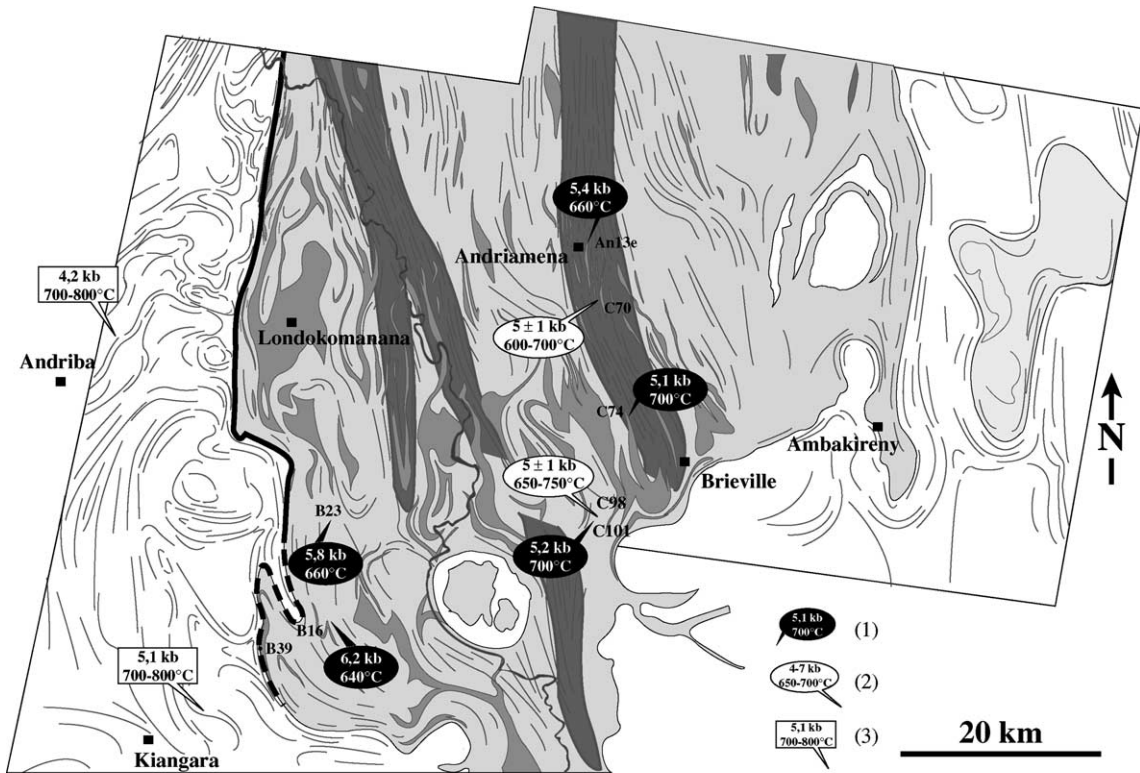 5,4 kb
660°C
Andriamena
An13e
4,2 kb
700-800°C
C70
Londokomanana
5 ± 1 kb
600-700°C
Andriba
5,1 kb
700°C
C74
N
Ambakireny
Brieville
5 ± 1 kb
650-750°C
C98
B23
C101
5,8 kb
660°C
5,2 kb
700°C
B16
B39
5,1 kb
700°C
(1)
5,1 kb
700-800°C
6,2 kb
640°C
4-7 kb
650-700°C
(2)
5,1 kb
700-800°C
(3)
20 km
Kiangara